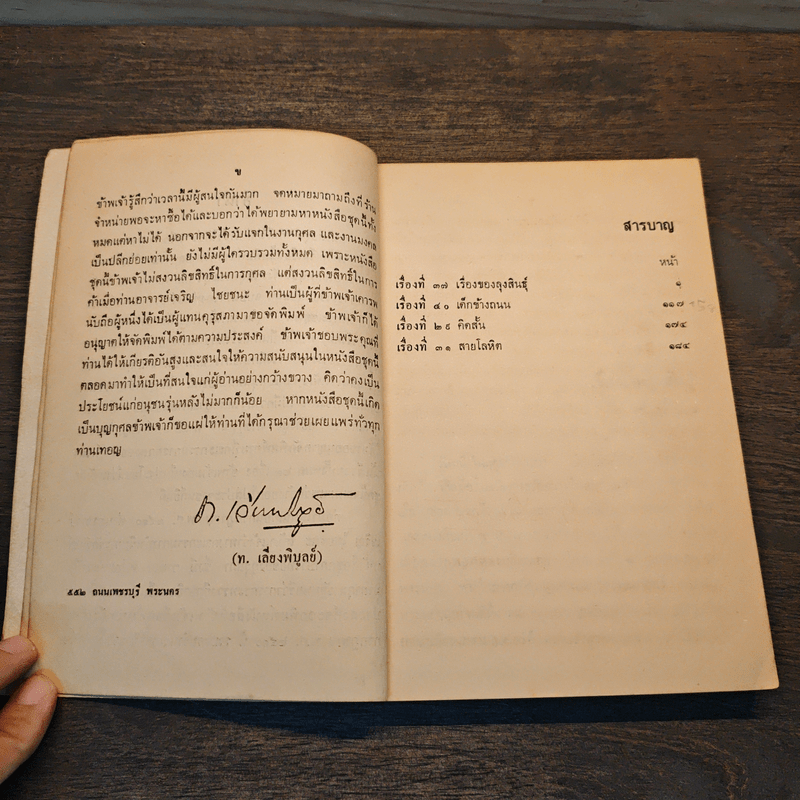 ข
ข้าพเจ้ารู้สึกว่าเวลานี้มีผู้สนใจกันมาก จดหมายมาถามถึงที่ร้าน
จำหน่ายพอจะหาซื้อได้และบอกว่าได้พยายามหาหนังสือชุดนี้ทั้ง
หมดแต่หาไม่ได้ นอกจากจะได้รับแจกในงานกุศล และงานมงคล
เป็นปลีกย่อยเท่านั้น ยังไม่มีผู้ใดรวบรวมทั้งหมด เพราะหนังสือ
ชุดนี้ข้าพเจ้าไม่สงวนลิขสิทธิ์ในการกุศล แต่สงวนลิขสิทธิ์ในการ
ค้าเมื่อท่านอาจารย์เจริญ ไชยชนะ ท่านเป็นผู้ที่ข้าพเจ้าเคารพ
นับถือผู้หนึ่งได้เป็นผู้แทนคุรุสภามาขอจัดพิมพ์ ข้าพเจ้าก็ได้
อนุญาตให้จัดพิมพ์ได้ตามความประสงค์ ข้าพเจ้าขอบพระคุณที่
ท่านได้ให้เกียรติอันสูงและสนใจให้ความสนับสนุนในหนังสือชุดนี้
ตลอดมาทำให้เป็นที่สนใจแก่ผู้อ่านอย่างกว้างขวาง คิดว่าคงเป็น
ประโยชน์แก่อนุชนรุ่นหลังไม่มากก็น้อย หากหนังสือชุดนี้เกิด
เป็นบุญกุศลข้าพเจ้าก็ขอแผ่ให้ท่านที่ได้กรุณาช่วยเผยแพร่ทั่วทุก
ท่านเทอญ
(ท. เลียงพิบูลย์)
๕๕๒ ถนนเพชรบุรี พระนคร
สารบาญ
หน้า
เรื่องที่ ๓๗ เรื่องของลุงสินธุ์ ๑
เรื่องที่ ๔๐ เด็กข้างถนน ๑๑๗
เรื่องที่ ๒๙ คิดสั้น ๑๗๔
เรื่องที่ ๓๑ สายโลหิต ๑๘๔